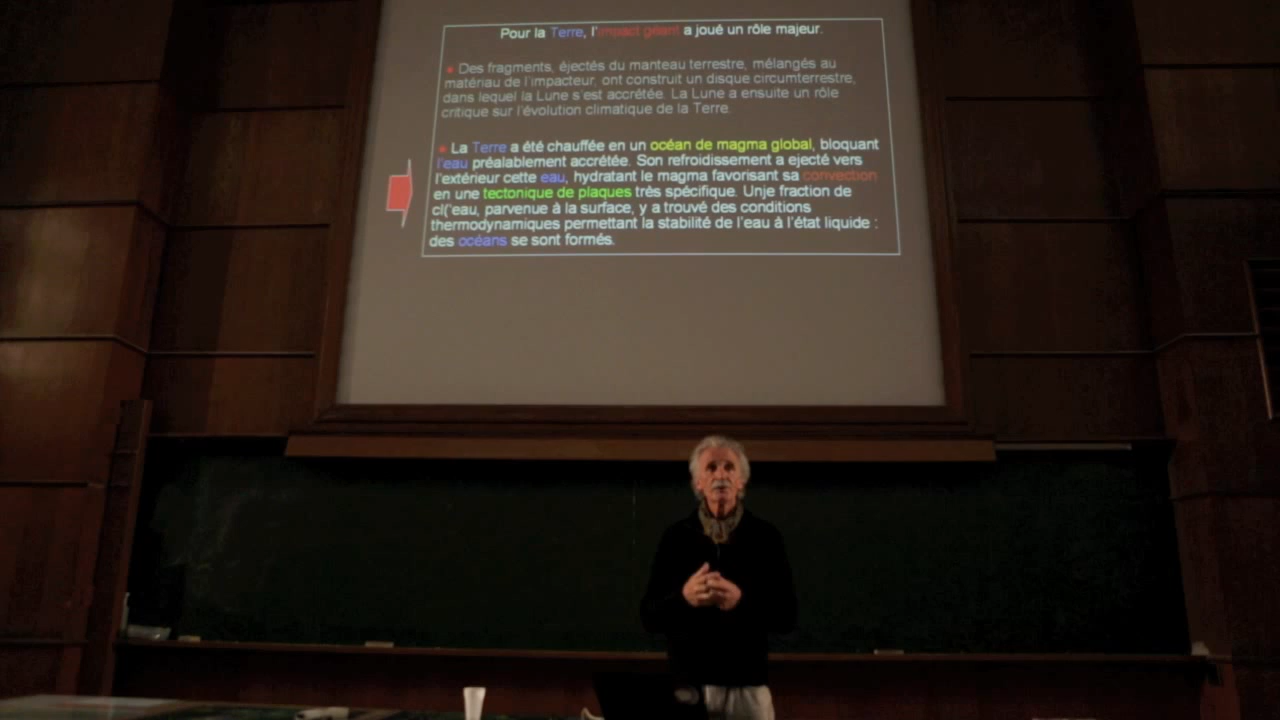 Pour la Terre, l'impact géant a joué un rôle majeur.
• Des fragments, éjectés du manteau terrestre, mélangés au
matériau de l'impacteur, ont construit un disque circumterrestre,
dans lequel la Lune s'est accrétée. La Lune a ensuite un rôle
critique sur l'évolution climatique de la Terre.
• La Terre a été chauffée en un océan de magma global, bloquant
l'eau préalablement accrétée. Son refroidissement a ejecté vers
l'extérieur cette eau, hydratant le magma favorisant sa convection
en une tectonique de plaques très spécifique. Unje fraction de
cl('eau, parvenue à la surface, y a trouvé des conditions
thermodynamiques permettant la stabilité de l'eau à l'état liquide :
des océans se sont formés.